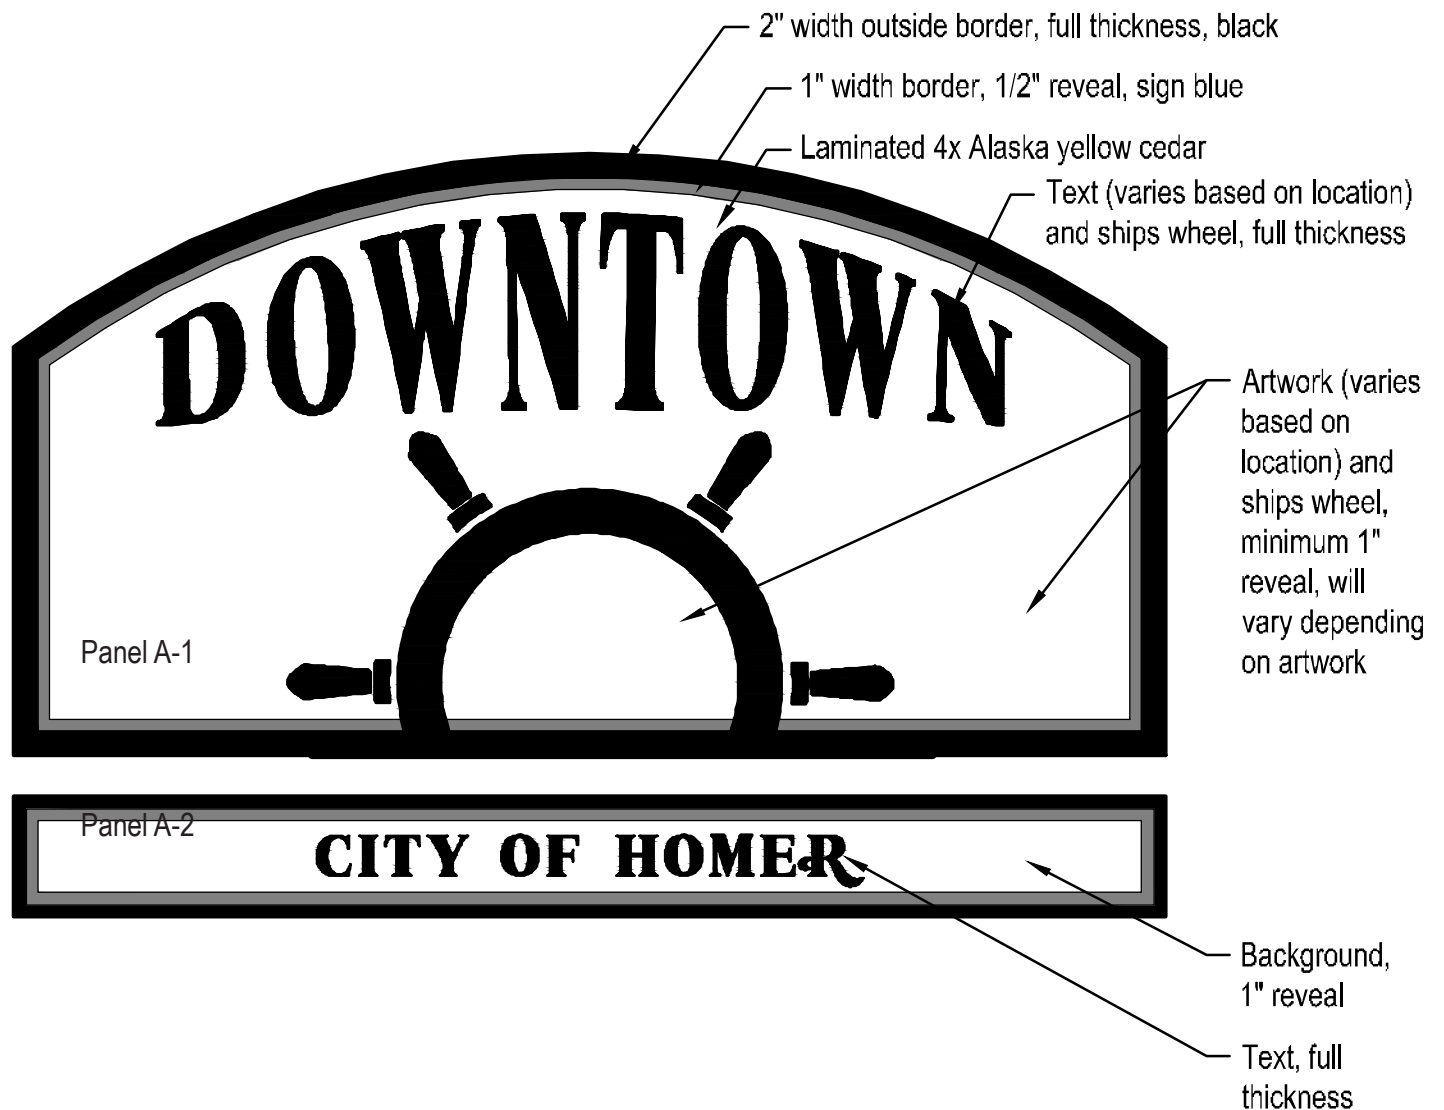 2" width outside border, full thickness, black
1" width border, 1/2" reveal, sign blue
Laminated 4x Alaska yellow cedar
Text (varies based on location)
and ships wheel, full thickness
DOWNTOWN
Artwork (varies
based on
location) and
ships wheel,
minimum 1"
reveal, will
vary depending
on artwork
Panel A-1
Panel A-2
CITY OF HOMER
Background,
1" reveal
Text, full
thickness